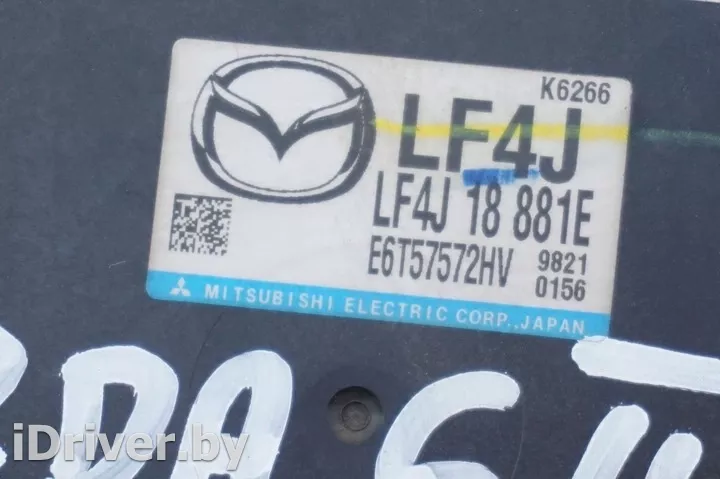 K6266
LF4J
LF4J 18 881E
E6T57572HV 9821
0156
MITSUBISHI ELECTRIC CORP., JAPAN
iDriver.by